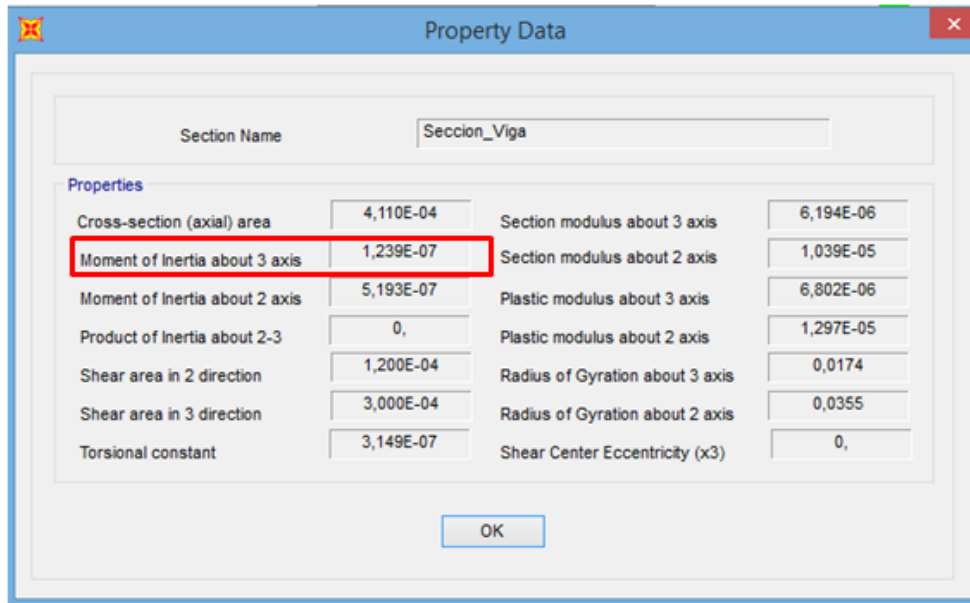 Property Data
Section Name Seccion_Viga
Properties
Cross-section (axial) area 4,110E-04 Section modulus about 3 axis 6,194E-06
Moment of Inertia about 3 axis 1,239E-07 Section modulus about 2 axis 1,039E-05
Moment of Inertia about 2 axis 5,193E-07 Plastic modulus about 3 axis 6,802E-06
Product of Inertia about 2-3 0, Plastic modulus about 2 axis 1,297E-05
Shear area in 2 direction 1,200E-04 Radius of Gyration about 3 axis 0,0174
Shear area in 3 direction 3,000E-04 Radius of Gyration about 2 axis 0,0355
Torsional constant 3,149E-07 Shear Center Eccentricity (x3) 0,
OK